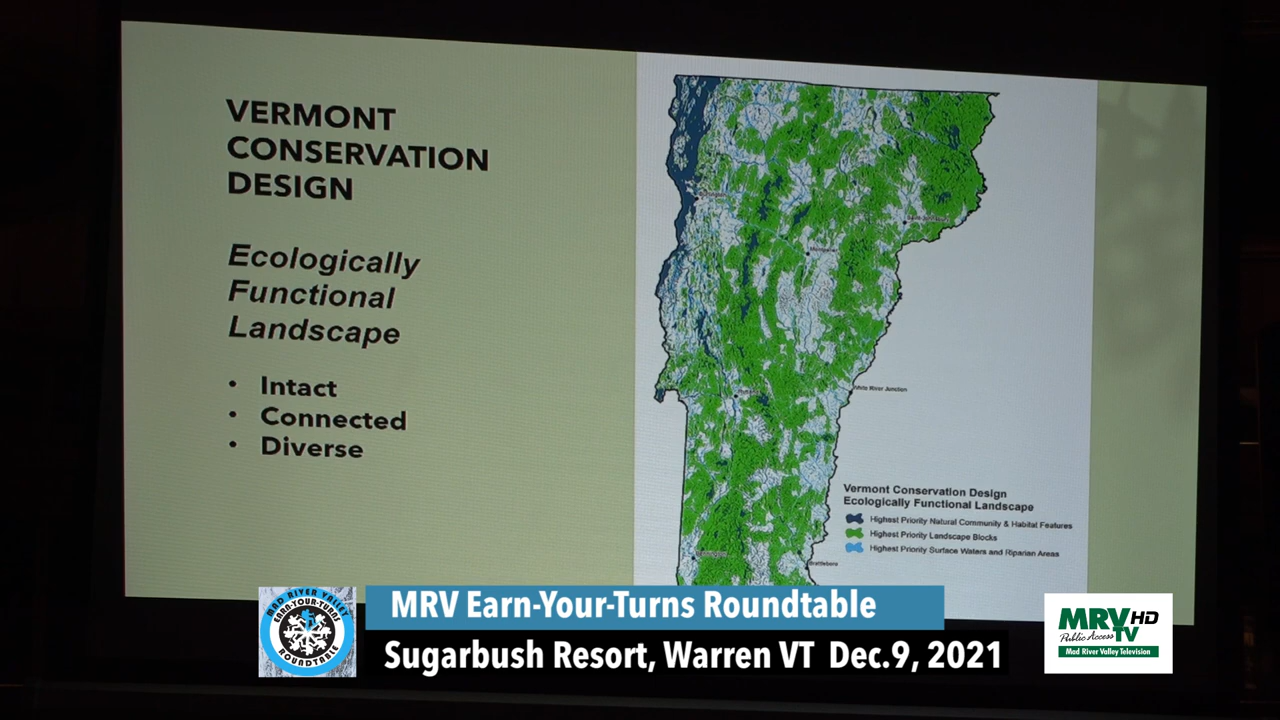 VERMONT
CONSERVATION
DESIGN
Ecologically
Functional
Landscape
• Intact
• Connected
• Diverse
White River Junction
Vermont Conservation Design
Ecologically Functional Landscape
Highest Priority Natural Community & Habitat Features
Highest Priority Landscape Blocks
Highest Priority Surface Waters and Riparian Areas
Brattleboro
MAD RIVER VALLEY
EARN-YOUR-TURNS
ROUNDTABLE
MRV Earn-Your-Turns Roundtable
Sugarbush Resort, Warren VT Dec.9, 2021
MRV HD
Public Access TV
Mad River Valley Television